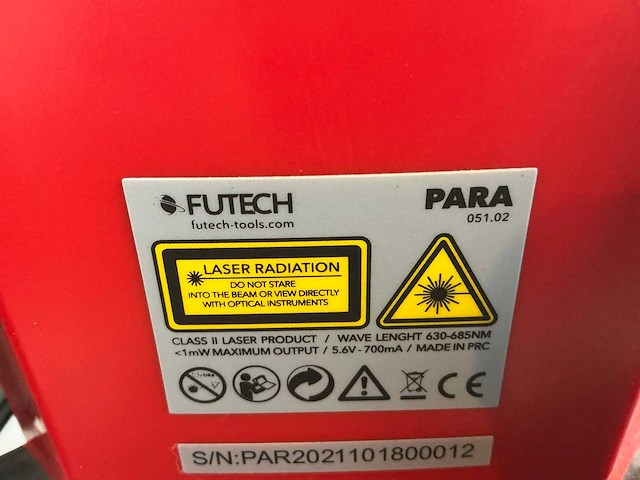 FUTECH
futech-tools.com
PARA
051.02
LASER RADIATION
DO NOT STARE
INTO THE BEAM OR VIEW DIRECTLY
WITH OPTICAL INSTRUMENTS
CLASS II LASER PRODUCT / WAVE LENGHT 630-685NM
<1mW MAXIMUM OUTPUT / 5.6V-700mA / MADE IN PRC
CE
S/N:PAR2021101800012